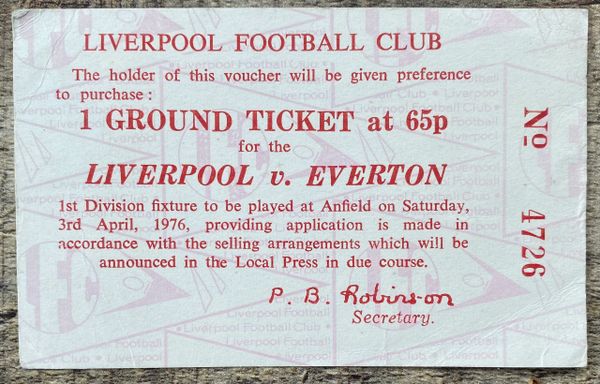 LIVERPOOL FOOTBALL CLUB
The holder of this voucher will be given preference
to purchase :
1 GROUND TICKET at 65p
for the
LIVERPOOL v. EVERTON
1st Division fixture to be played at Anfield on Saturday,
3rd April, 1976, providing application is made in
accordance with the selling arrangements which will be
announced in the Local Press in due course.
P. B. Robinson
Secretary.
No 4726